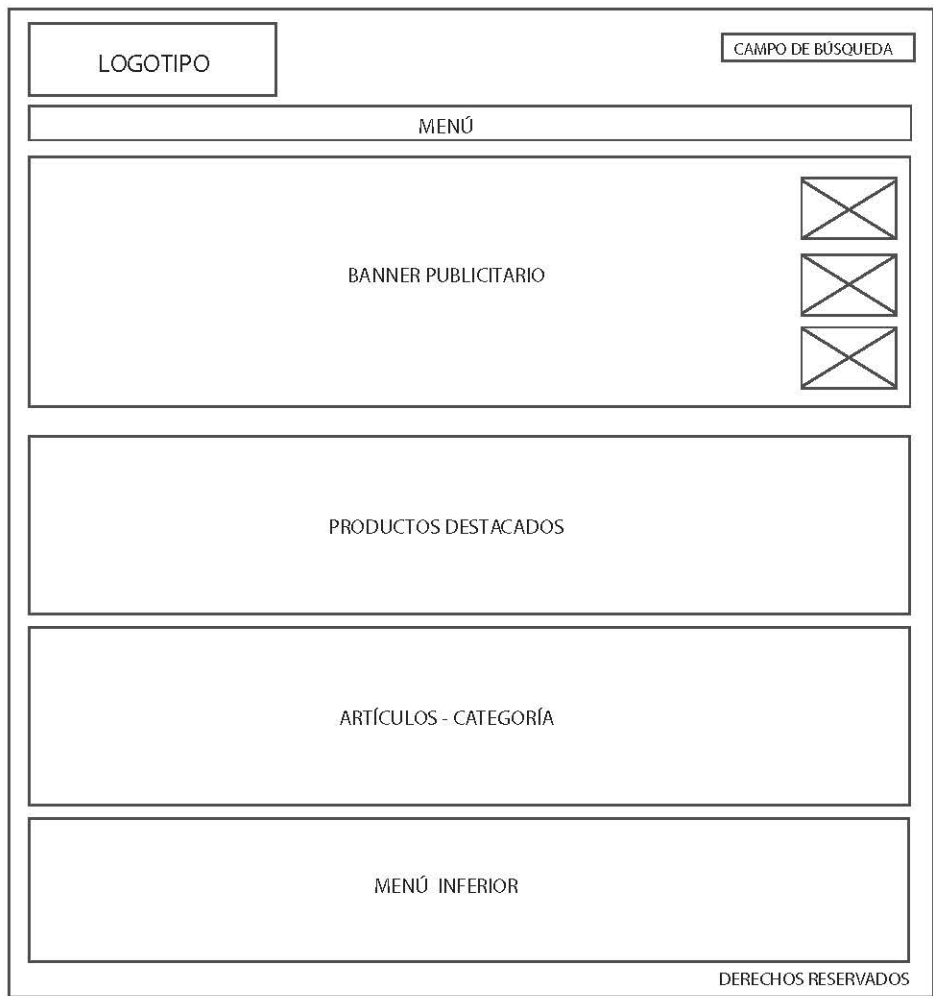 LOGOTIPO
CAMPO DE BÚSQUEDA
MENÚ
BANNER PUBLICITARIO
PRODUCTOS DESTACADOS
ARTÍCULOS - CATEGORÍA
MENÚ INFERIOR
DERECHOS RESERVADOS